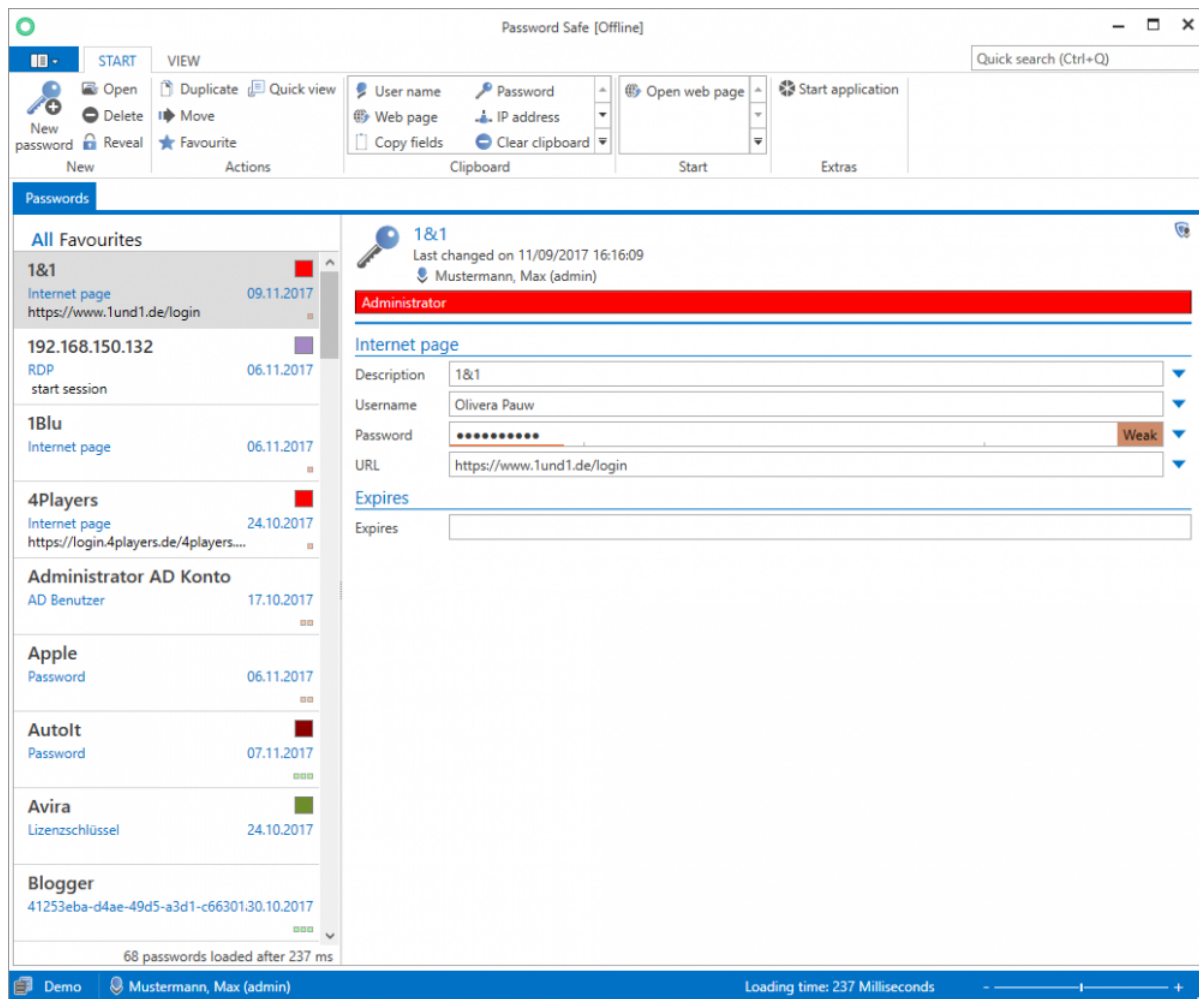 Password Safe [Offline]
START VIEW Quick search (Ctrl+Q)
New password
Open
Delete
Reveal
New
Duplicate Quick view
Move
Favourite
Actions
User name Password
Web page IP address
Copy fields Clear clipboard
Clipboard
Open web page
Start
Start application
Extras
Passwords
All Favourites
1&1
Internet page 09.11.2017
https://www.1und1.de/login
192.168.150.132
RDP 06.11.2017
start session
1Blu
Internet page 06.11.2017
4Players
Internet page 24.10.2017
https://login.4players.de/4players....
Administrator AD Konto
AD Benutzer 17.10.2017
Apple
Password 06.11.2017
AutoIt
Password 07.11.2017
Avira
Lizenzschlüssel 24.10.2017
Blogger
41253eba-d4ae-49d5-a3d1-c66301.30.10.2017
68 passwords loaded after 237 ms
1&1
Last changed on 11/09/2017 16:16:09
Mustermann, Max (admin)
Administrator
Internet page
Description 1&1
Username Olivera Pauw
Password ●●●●●●●●●● Weak
URL https://www.1und1.de/login
Expires
Expires
Demo Mustermann, Max (admin) Loading time: 237 Milliseconds - +